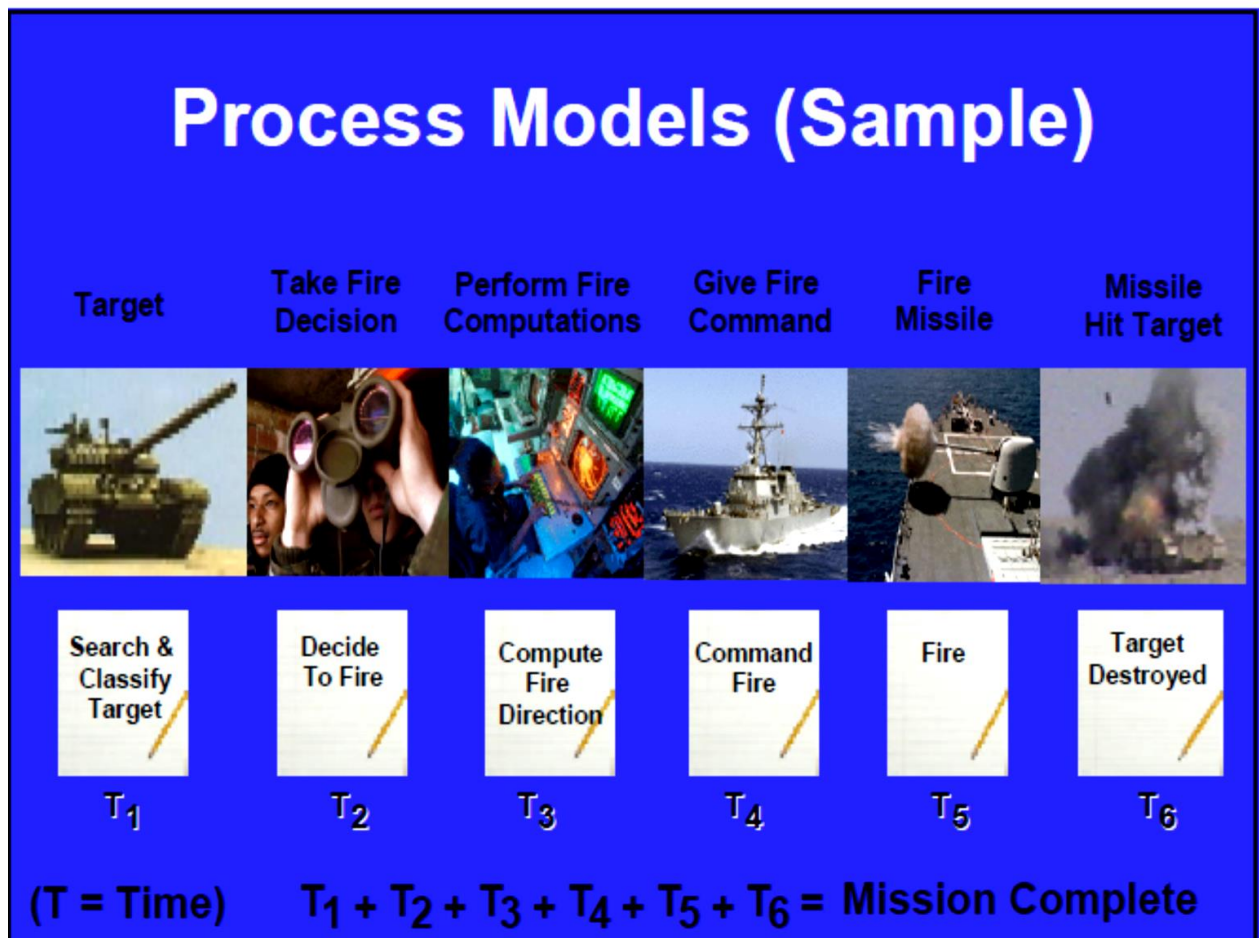 Process Models (Sample)
Target
Take Fire
Decision
Perform Fire
Computations
Give Fire
Command
Fire
Missile
Missile
Hit Target
Search &
Classify
Target
Decide
To Fire
Compute
Fire
Direction
Command
Fire
Fire
Target
Destroyed
T1
T2
T3
T4
T5
T6
(T = Time)
T1 + T2 + T3 + T4 + T5 + T6 = Mission Complete